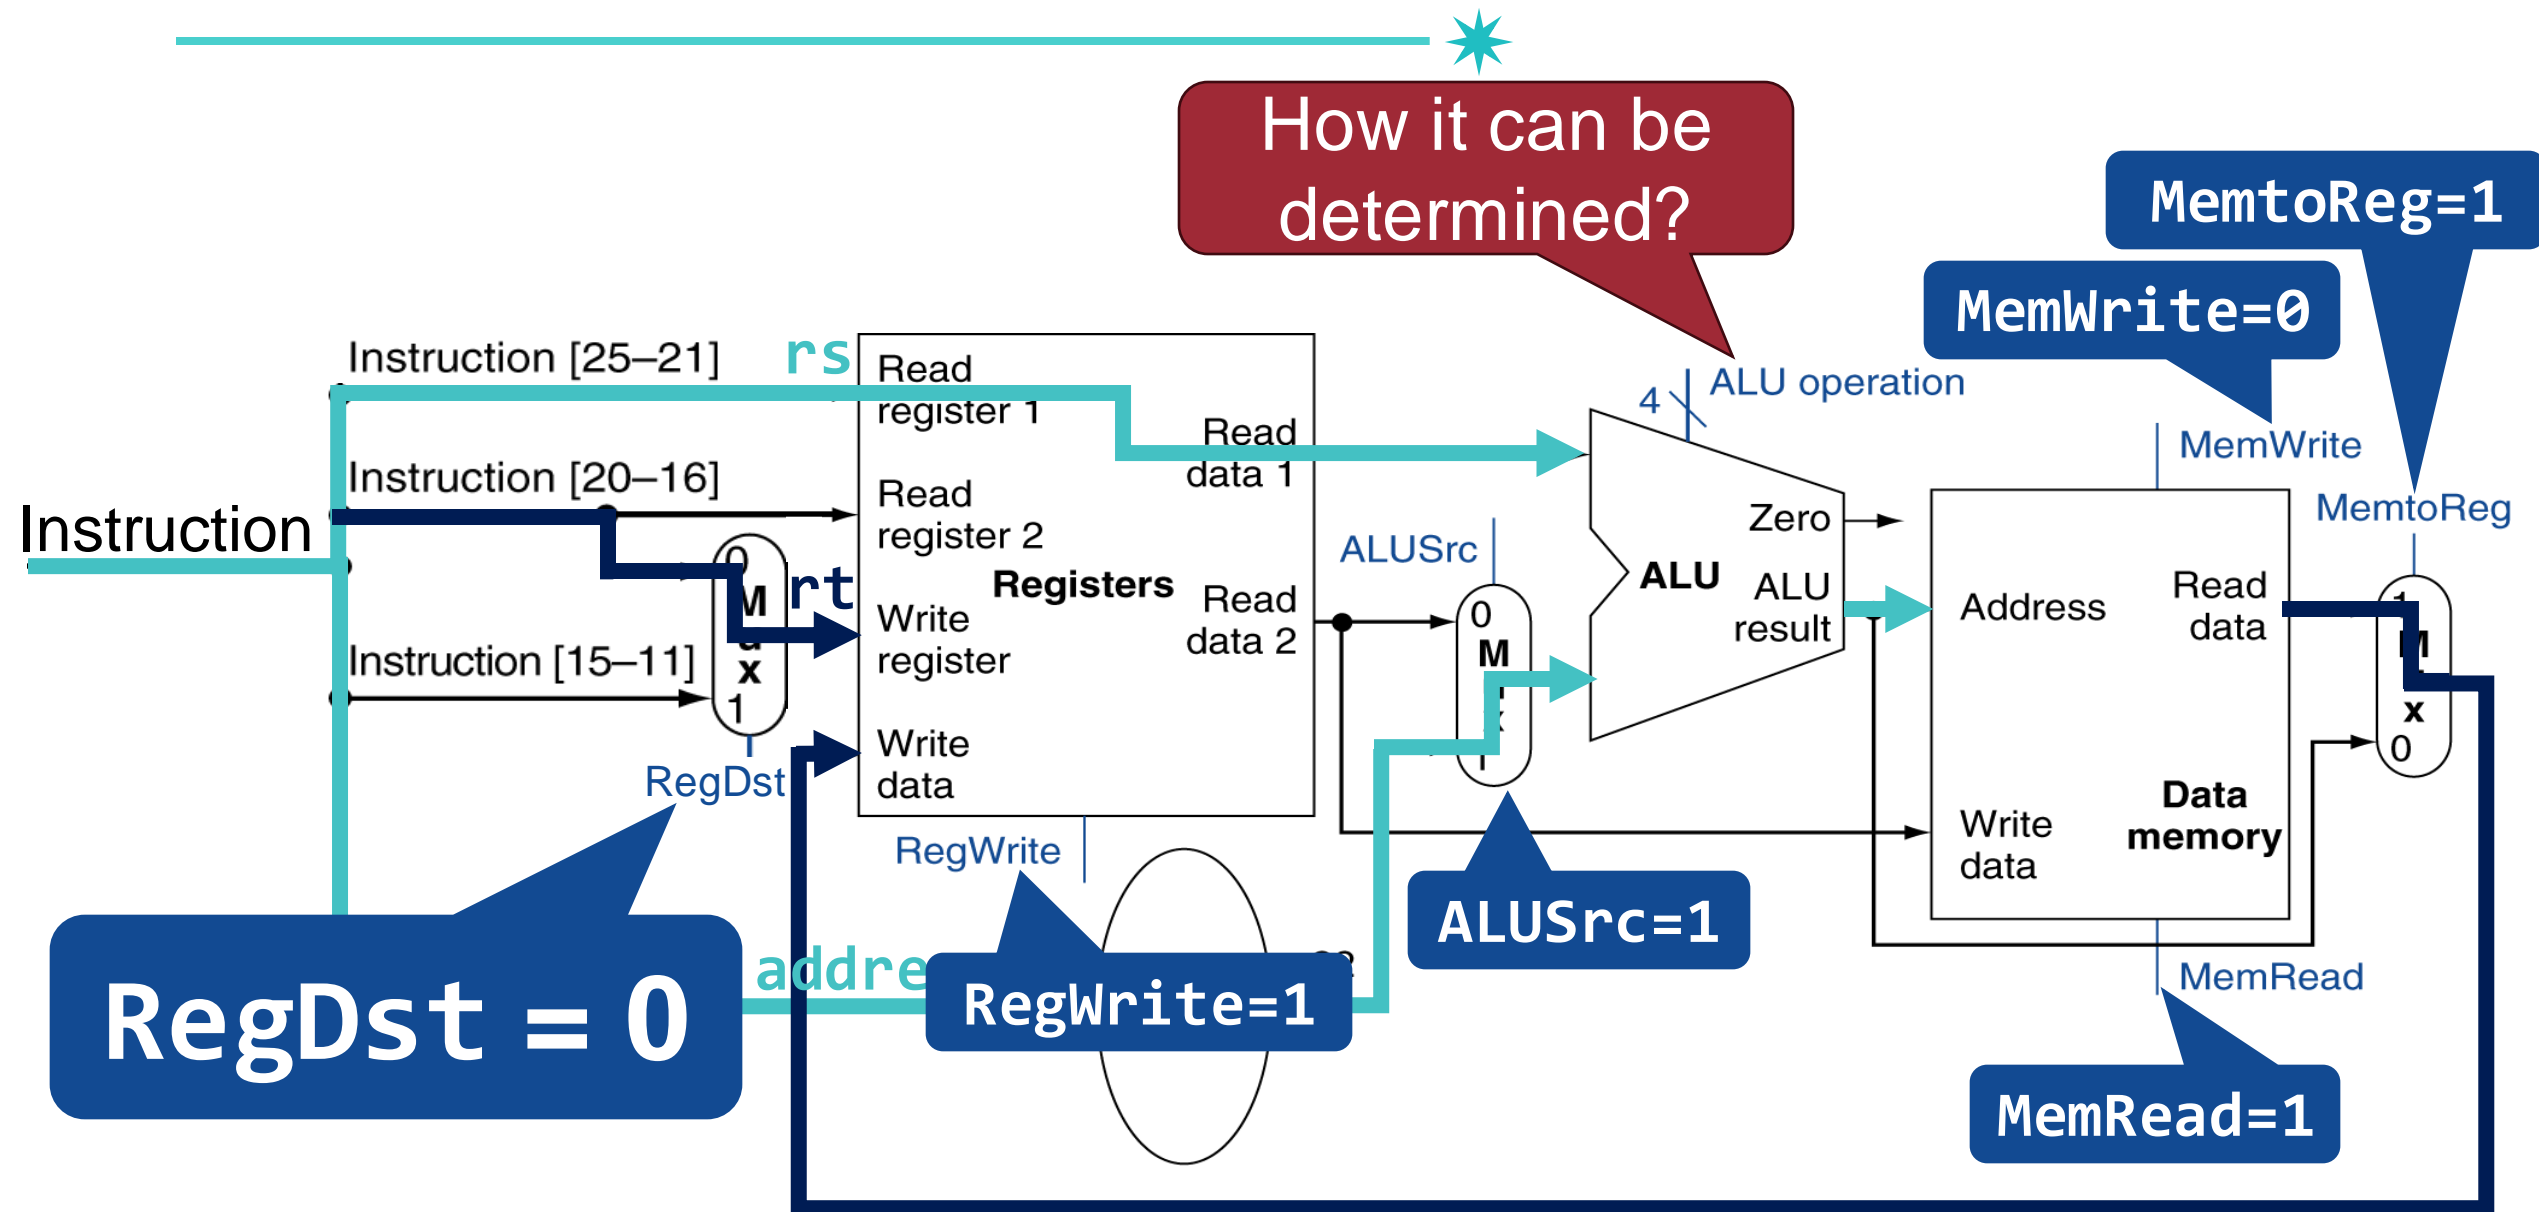 How it can be
determined?
MemtoReg=1
MemWrite=0
Instruction [25–21]
rs
Read
register 1
Read
data 1
4
ALU operation
MemWrite
MemtoReg
Instruction [20–16]
Instruction
Read
register 2
Registers
ALUSrc
Zero
ALU
ALU
result
Address
Read
data
0
M
x
1
rt
Write
register
Read
data 2
0
M
1
x
0
Instruction [15–11]
Write
data
RegDst
RegWrite
Write
data
Data
memory
ALUSrc=1
RegDst = 0
addre
RegWrite=1
MemRead
MemRead=1